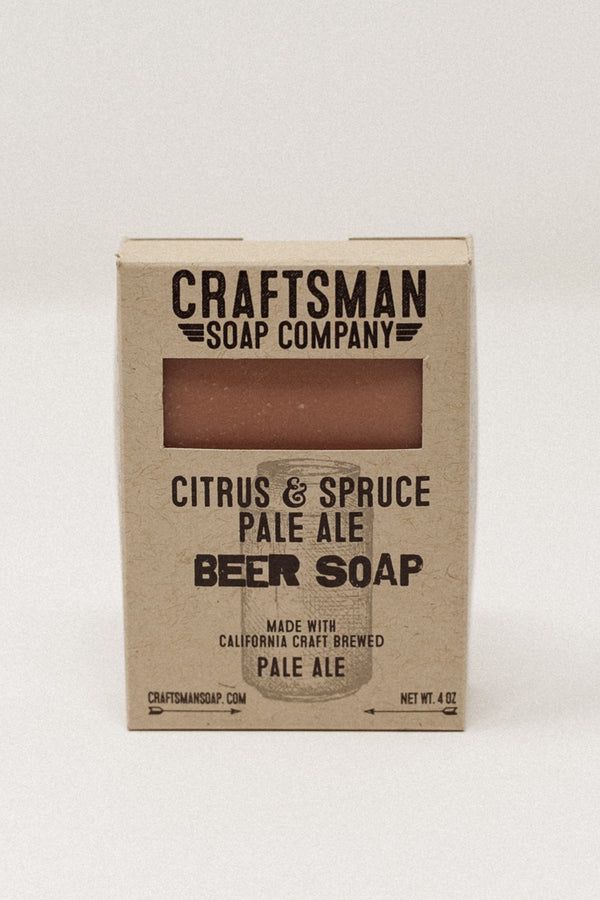 CRAFTSMAN
SOAP COMPANY
CITRUS & SPRUCE
PALE ALE
BEER SOAP
MADE WITH
CALIFORNIA CRAFT BREWED
PALE ALE
CRAFTSMANSOAP.COM
NET WT. 4 OZ